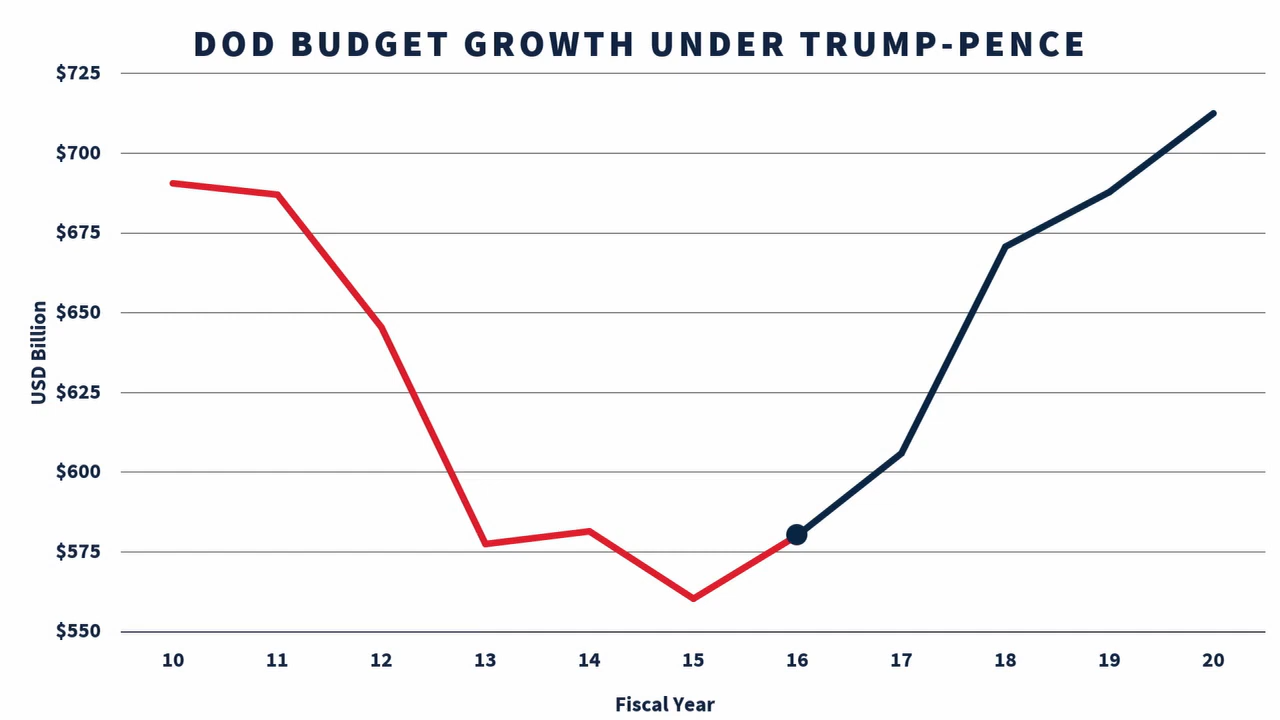 DOD BUDGET GROWTH UNDER TRUMP-PENCE
$725
$700
$675
$650
$625
$600
$575
$550
USD Billion
10 11 12 13 14 15 16 17 18 19 20
Fiscal Year